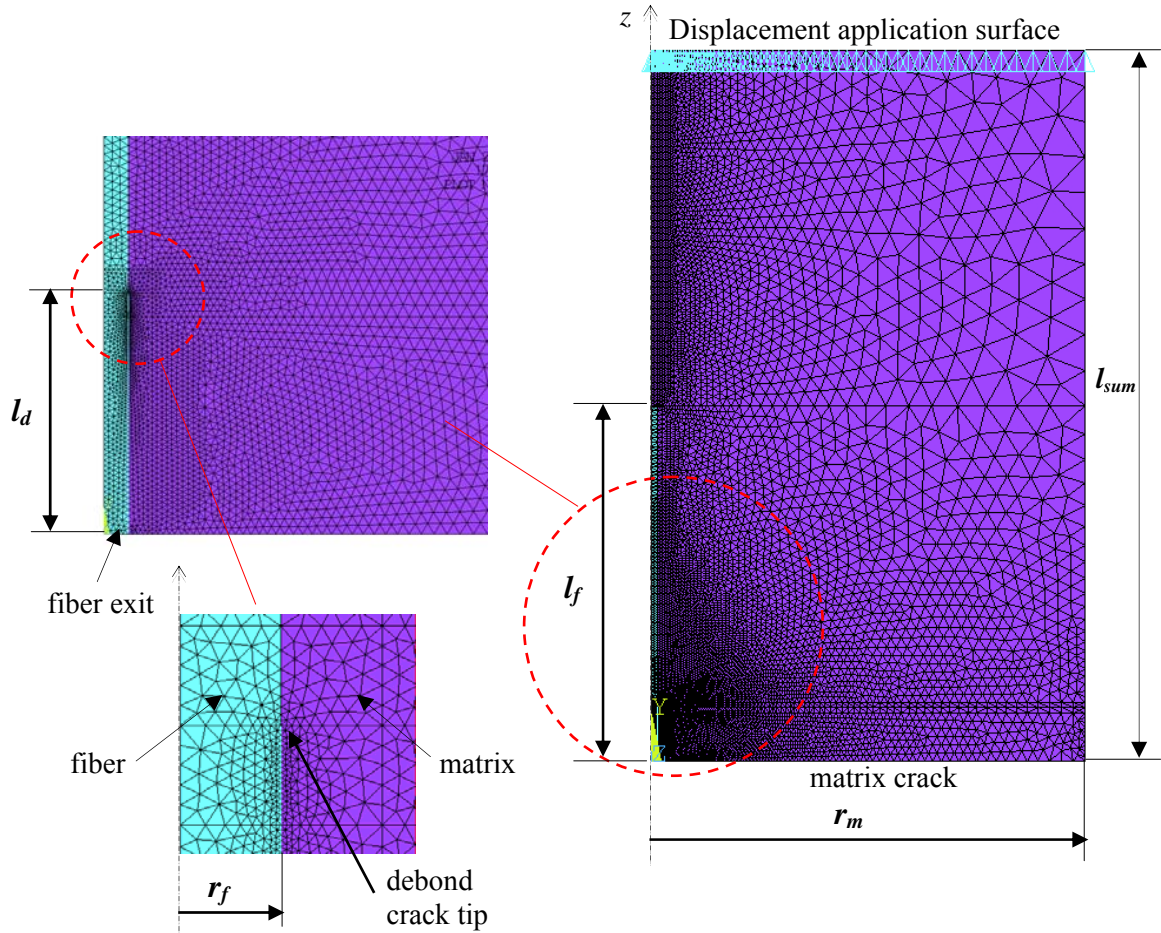 z
Displacement application surface
l_d
l_sum
l_f
fiber exit
Y
matrix crack
fiber
matrix
r_m
r_f
debond
crack tip